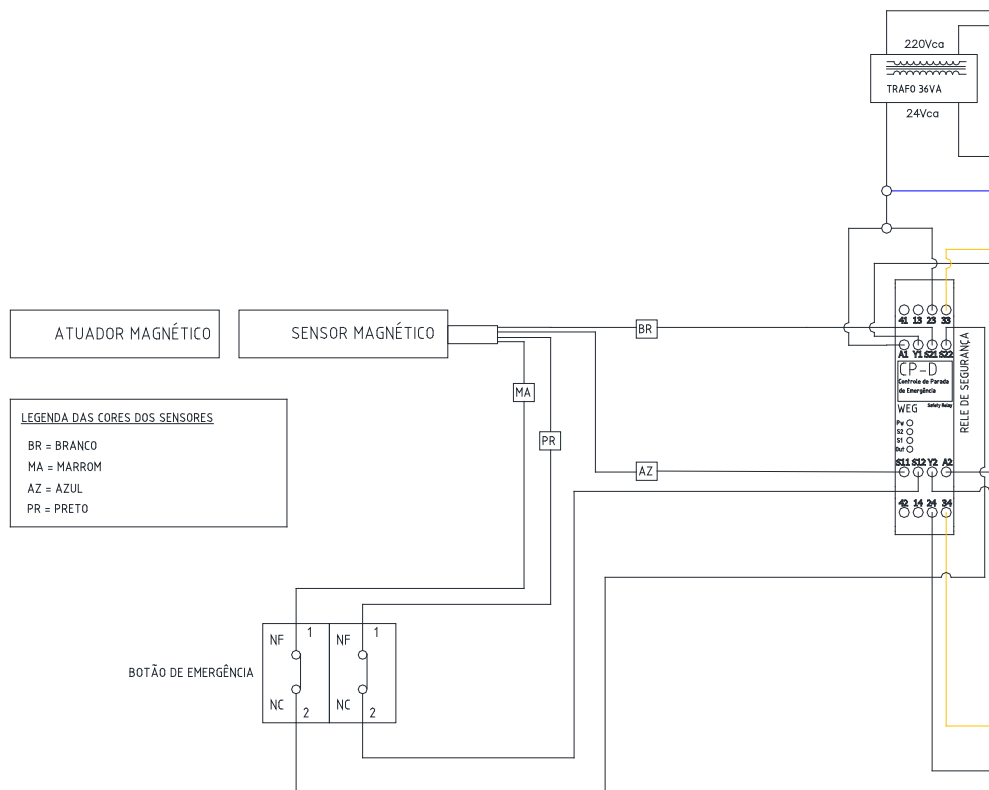 220Vca
TRAFO 36VA
24Vca
ATUADOR MAGNÉTICO
SENSOR MAGNÉTICO
BR
41 13 23 33
A1 Y1 S21 S22
CP-D
Controle de Parada
de Emergência
WEG
Safety Relay
Pw
S2
S1
Out
RELE DE SEGURANÇA
MA
LEGENDA DAS CORES DOS SENSORES
BR = BRANCO
MA = MARROM
AZ = AZUL
PR = PRETO
PR
AZ
S11 S12 Y2 A2
42 14 24 34
BOTÃO DE EMERGÊNCIA
NF
1
NC
2
NF
1
NC
2